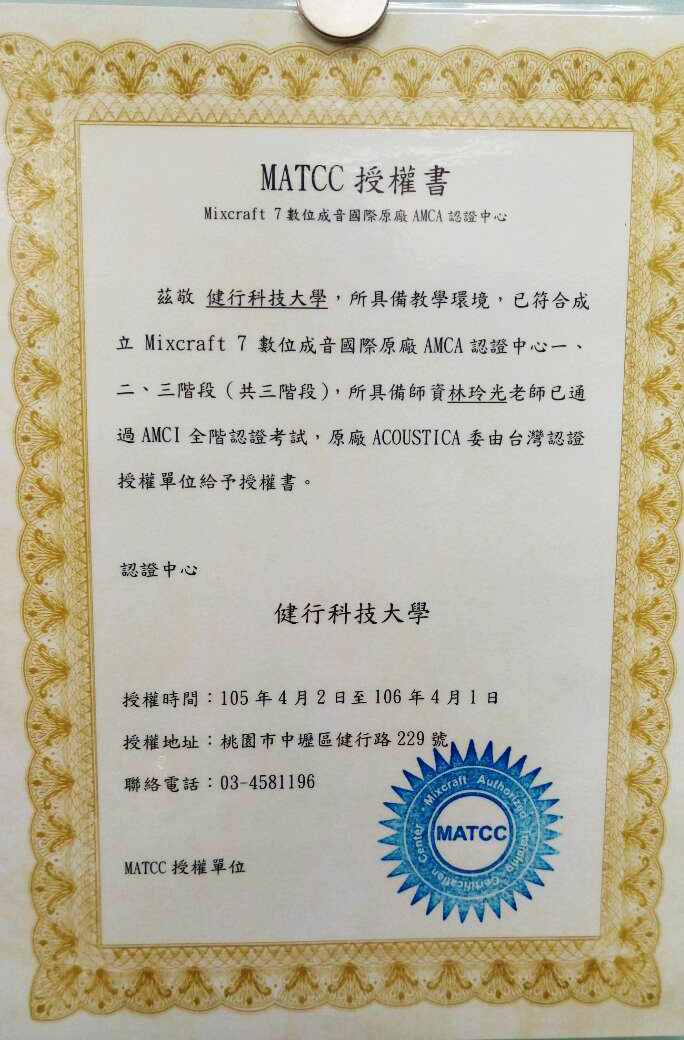 MATCC 授權書
Mixcraft 7 數位成音國際原廠 AMCA 認證中心
茲敬 健行科技大學，所具備教學環境，已符合成
立 Mixcraft 7 數位成音國際原廠 AMCA 認證中心一、
二、三階段（共三階段），所具備師資林玲光老師已通
過 AMCI 全階認證考試，原廠 ACOUSTICA 委由台灣認證
授權單位給予授權書。
認證中心
健行科技大學
授權時間：105 年 4 月 2 日至 106 年 4 月 1 日
授權地址：桃園市中壢區健行路 229 號
聯絡電話：03-4581196
MATCC 授權單位
Mixcraft Authorized Training Certification Center
MATCC